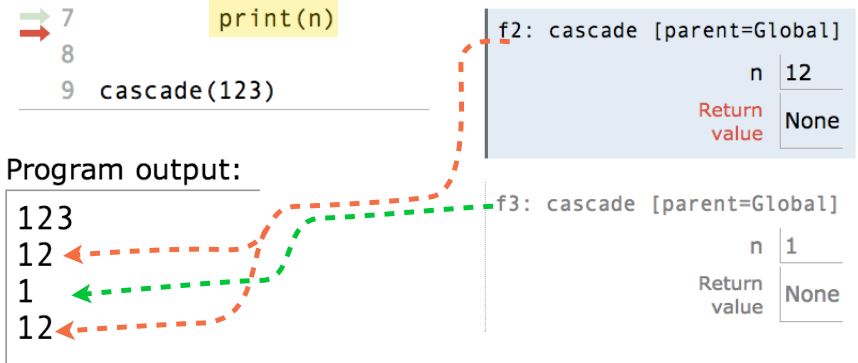 7 print(n)
8
9 cascade(123)
Program output:
123
12
1
12
f2: cascade [parent=Global]
n 12
Return value None
f3: cascade [parent=Global]
n 1
Return value None